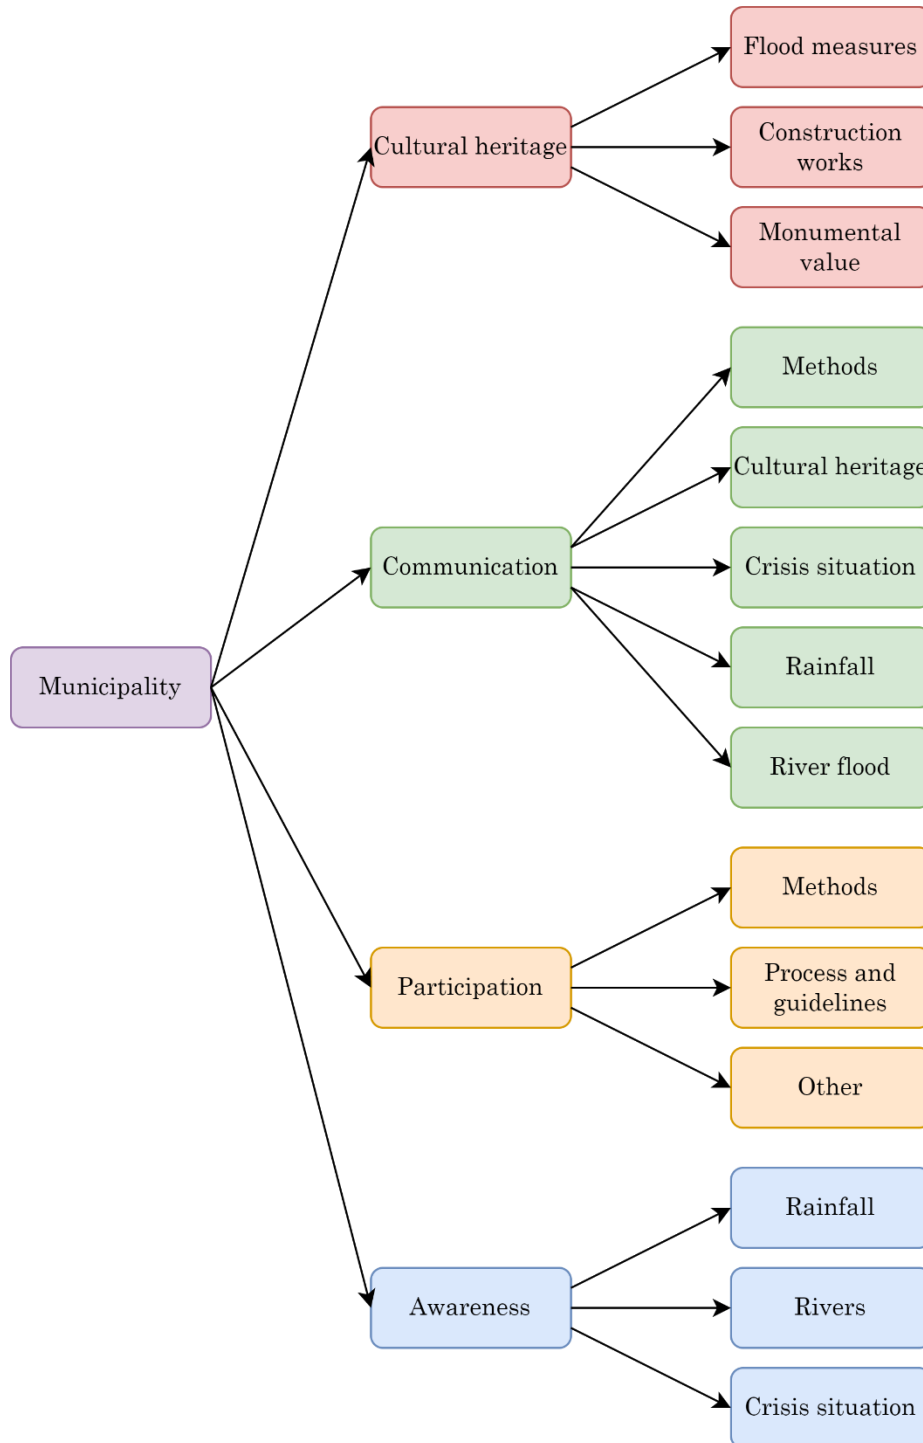 Flood measures
Cultural heritage
Construction
works
Monumental
value
Methods
Cultural heritage
Communication
Crisis situation
Rainfall
Municipality
River flood
Methods
Participation
Process and
guidelines
Other
Rainfall
Awareness
Rivers
Crisis situation